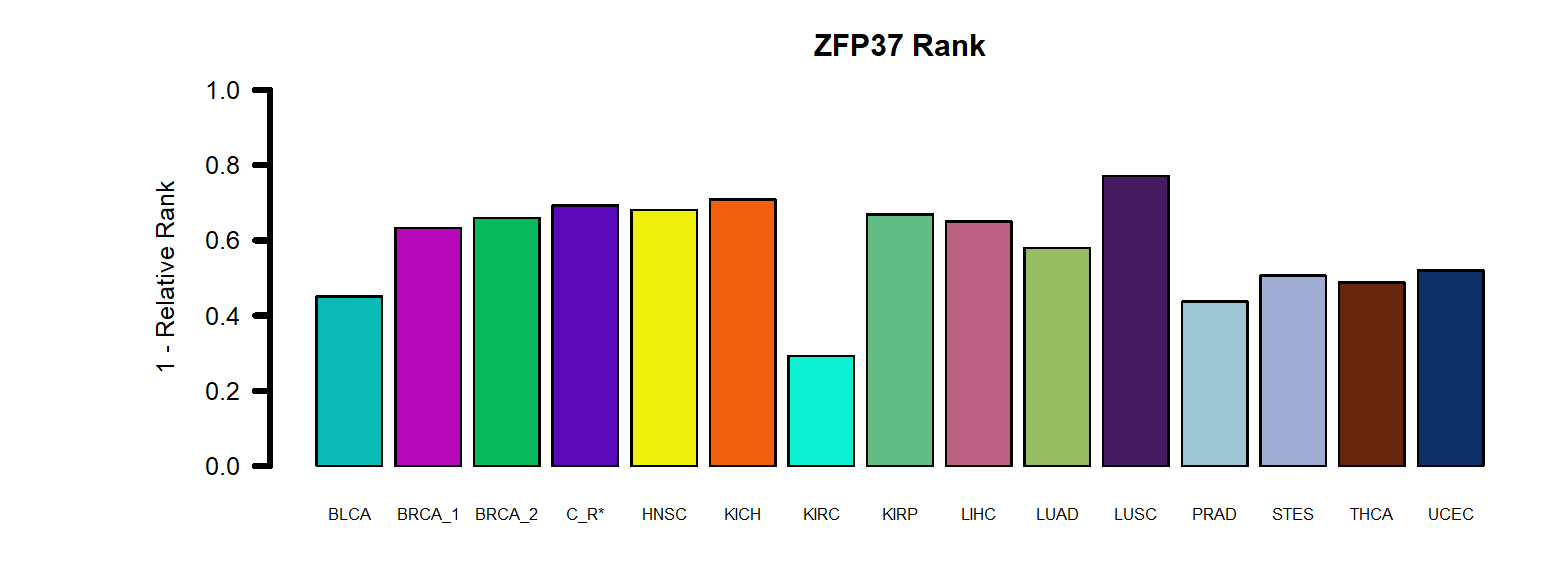 ZFP37 Rank
1 - Relative Rank
1.0
0.8
0.6
0.4
0.2
0.0
BLCA BRCA_1 BRCA_2 C_R* HNSC KICH KIRC KIRP LIHC LUAD LUSC PRAD STES THCA UCEC